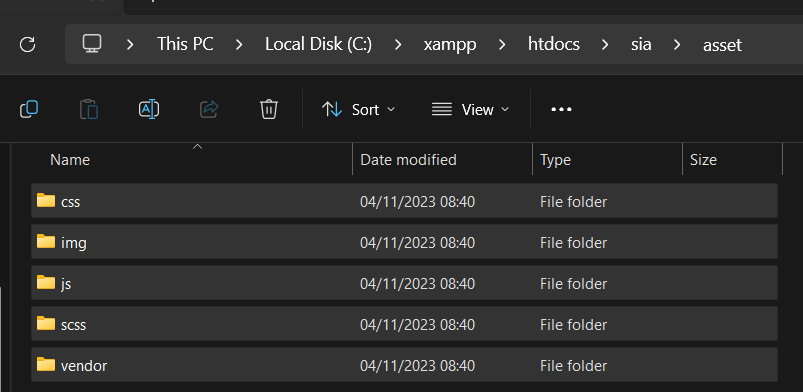 This PC > Local Disk (C:) > xampp > htdocs > sia > asset
Sort View
Name Date modified Type Size
css 04/11/2023 08:40 File folder
img 04/11/2023 08:40 File folder
js 04/11/2023 08:40 File folder
scss 04/11/2023 08:40 File folder
vendor 04/11/2023 08:40 File folder